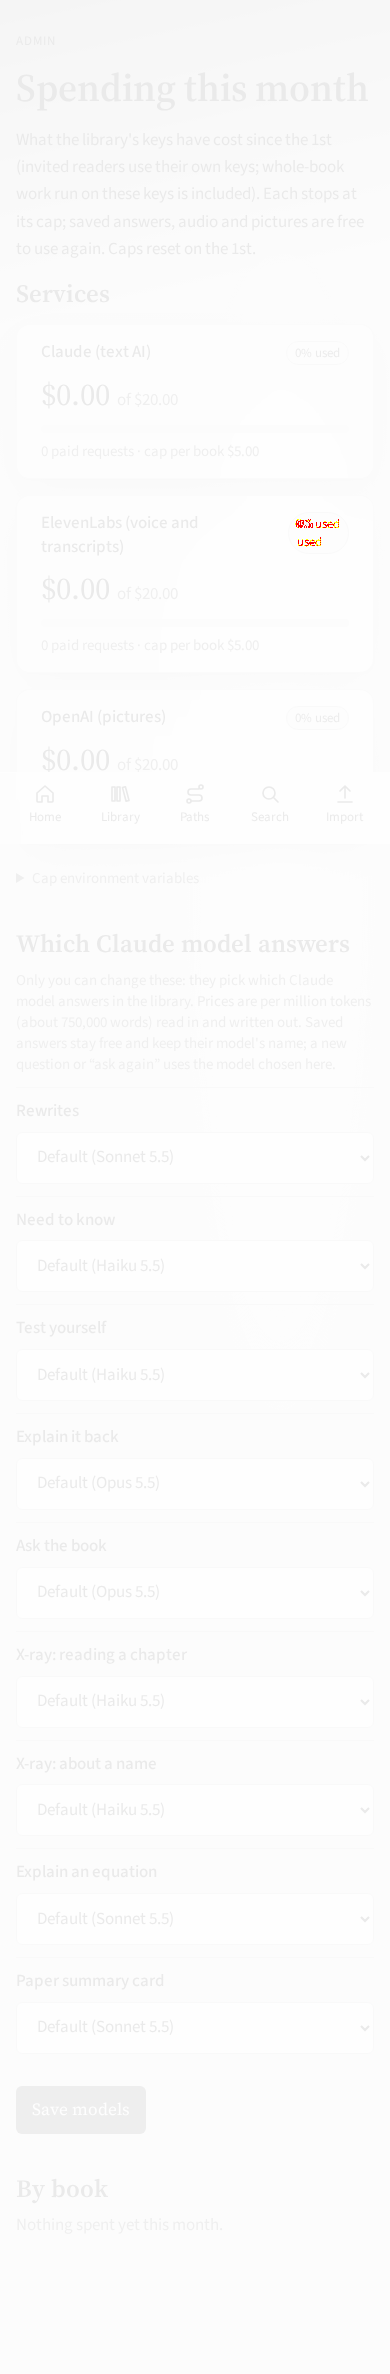 ADMIN
Spending this month
What the library's keys have cost since the 1st
(invited readers use their own keys; whole-book
work run on these keys is included). Each stops at
its cap; saved answers, audio and pictures are free
to use again. Caps reset on the 1st.
Services
Claude (text AI)
0% used
$0.00 of $20.00
0 paid requests · cap per book $5.00
ElevenLabs (voice and
transcripts)
used
used
$0.00 of $20.00
0 paid requests · cap per book $5.00
OpenAI (pictures)
0% used
$0.00 of $20.00
Home
Library
Paths
Search
Import
Cap environment variables
Which Claude model answers
Only you can change these: they pick which Claude
model answers in the library. Prices are per million tokens
(about 750,000 words) read in and written out. Saved
answers stay free and keep their model's name; a new
question or "ask again" uses the model chosen here.
Rewrites
Default (Sonnet 5.5)
Need to know
Default (Haiku 5.5)
Test yourself
Default (Haiku 5.5)
Explain it back
Default (Opus 5.5)
Ask the book
Default (Opus 5.5)
X-ray: reading a chapter
Default (Haiku 5.5)
X-ray: about a name
Default (Haiku 5.5)
Explain an equation
Default (Sonnet 5.5)
Paper summary card
Default (Sonnet 5.5)
Save models
By book
Nothing spent yet this month.